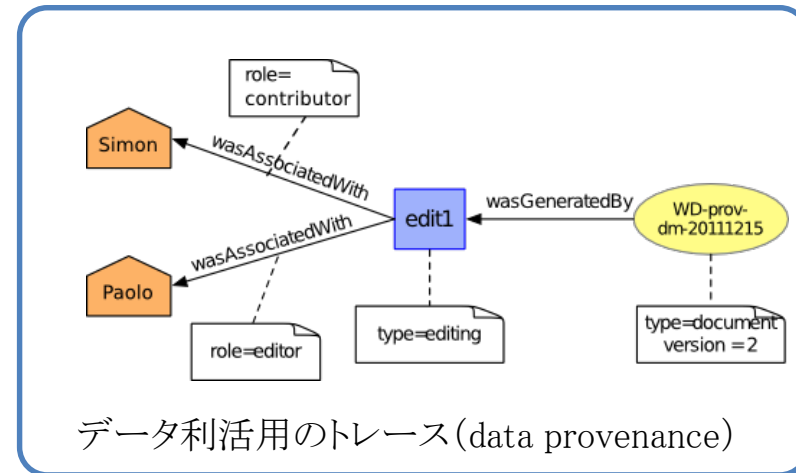 role=
contributor
Simon
wasAssociatedWith
edit1
wasGeneratedBy
WD-prov-
dm-20111215
wasAssociatedWith
Paolo
role=editor
type=editing
type=document
version = 2
データ利活用のトレース(data provenance)